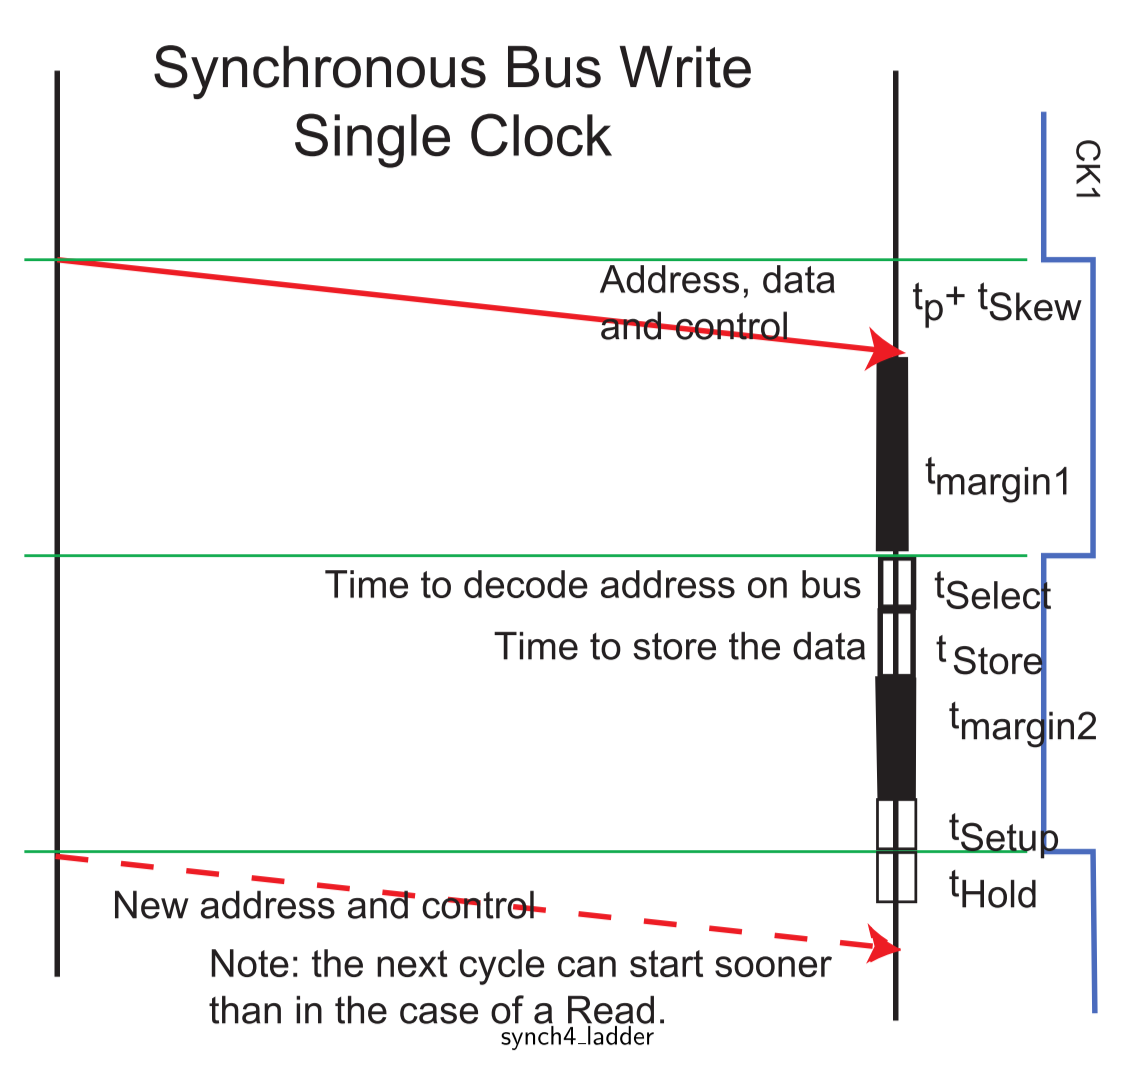 Synchronous Bus Write
Single Clock
CK1
Address, data
and control
tp+ tSkew
tmargin1
Time to decode address on bus
tSelect
Time to store the data
t Store
tmargin2
tSetup
tHold
New address and control
Note: the next cycle can start sooner
than in the case of a Read.
synch4_ladder